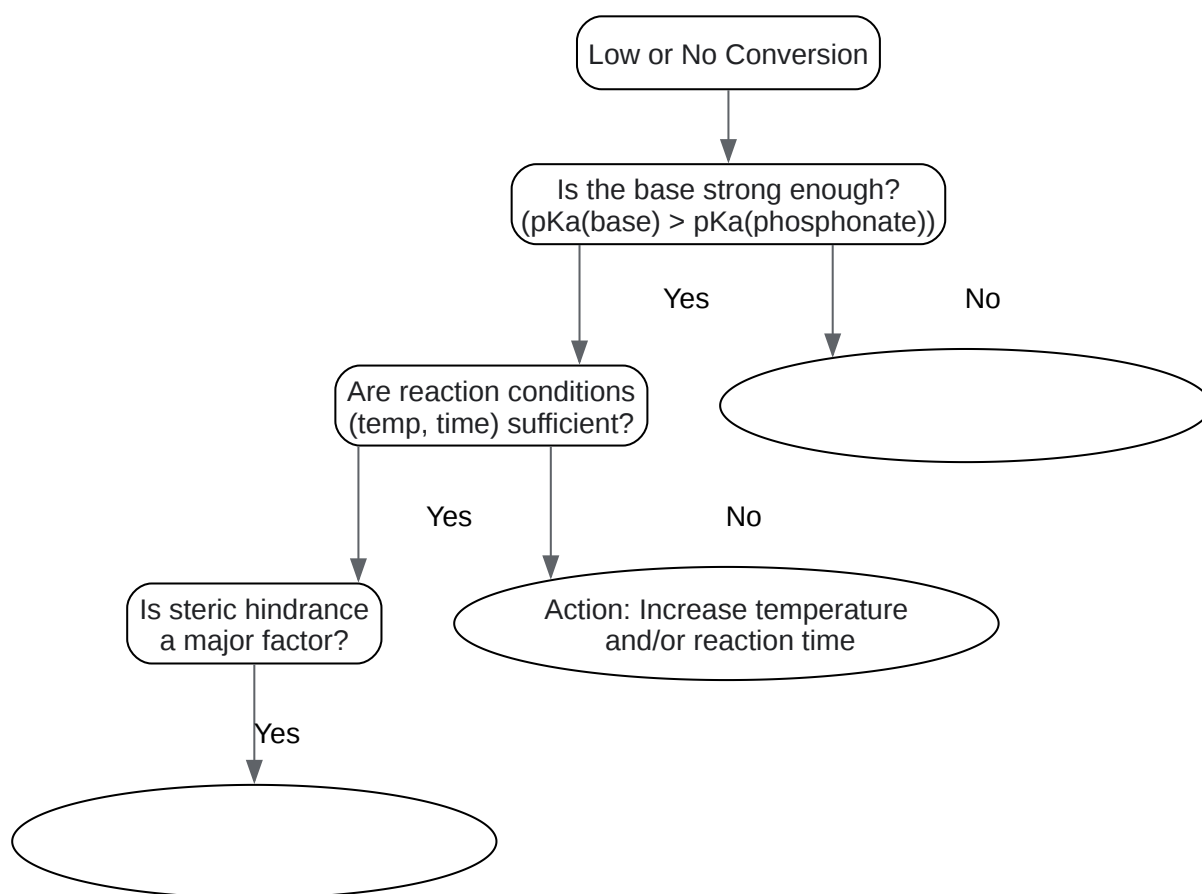 Low or No Conversion
Is the base strong enough?
(pKa(base) > pKa(phosphonate))
Yes
No
Are reaction conditions
(temp, time) sufficient?
Yes
No
Is steric hindrance
a major factor?
Action: Increase temperature
and/or reaction time
Yes